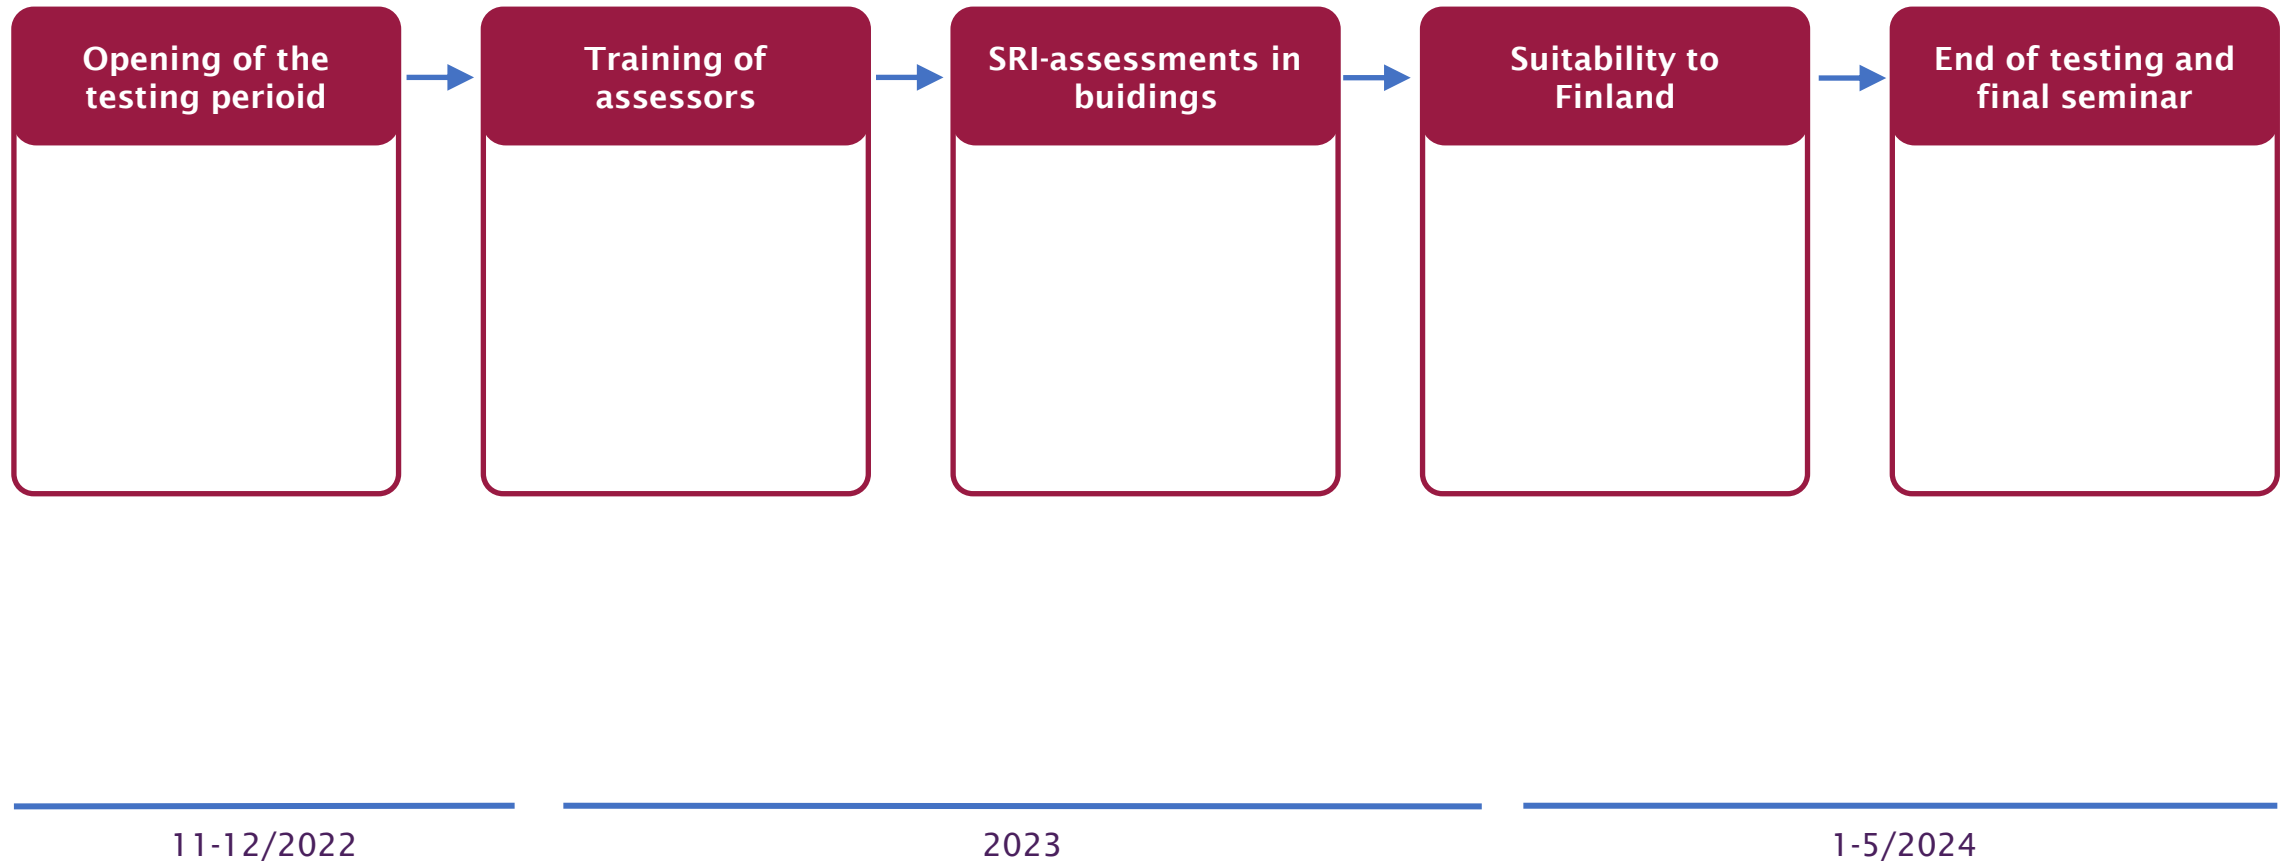 Opening of the
testing perioid
Training of
assessors
SRI-assessments in
buidings
Suitability to
Finland
End of testing and
final seminar
11-12/2022
2023
1-5/2024